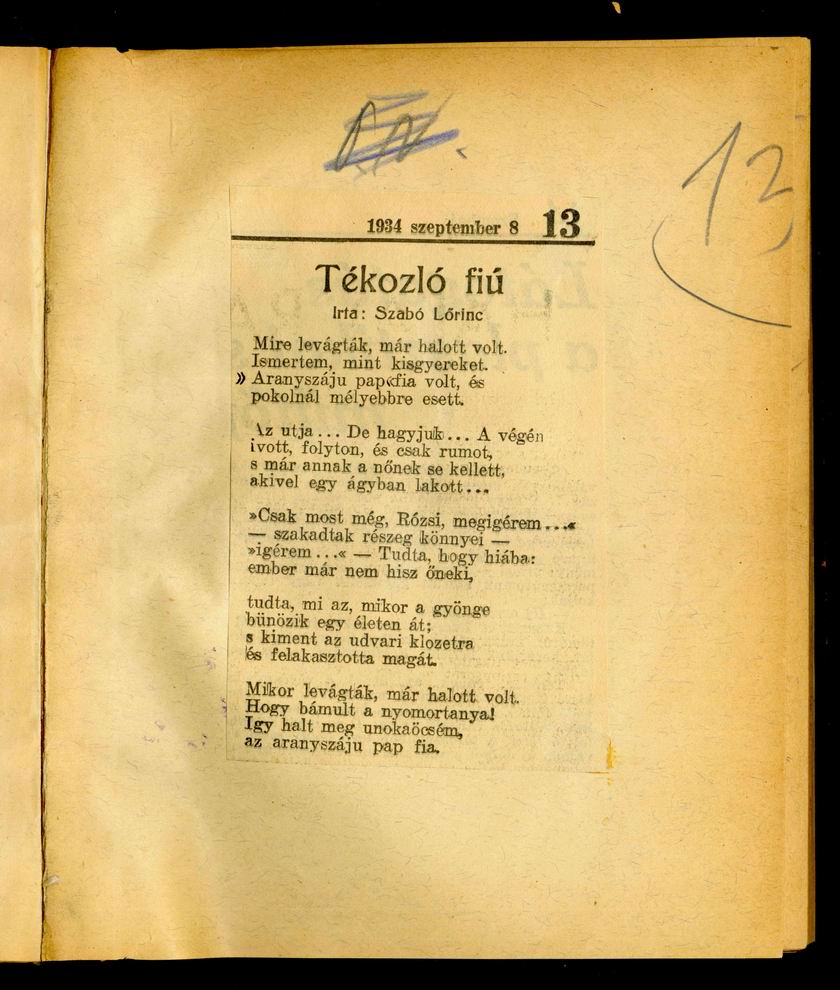 12
1934 szeptember 8 13
Tékozló fiú
Irta: Szabó Lőrinc
Mire levágták, már halott volt.
Ismertem, mint kisgyereket.
» Aranyszáju pap«fia volt, és
pokolnál mélyebbre esett.
Az utja ... De hagyjuk ... A végén
ivott, folyton, és csak rumot,
s már annak a nőnek se kellett,
akivel egy ágyban lakott ...
»Csak most még, Rózsi, megigérem ...«
— szakadtak részeg könnyei —
»igérem ...« — Tudta, hogy hiába:
ember már nem hisz őneki,
tudta, mi az, mikor a gyönge
bünözik egy életen át;
s kiment az udvari klozetra
és felakasztotta magát.
Mikor levágták, már halott volt.
Hogy bámult a nyomortanya!
Igy halt meg unokaöcsém,
az aranyszáju pap fia.